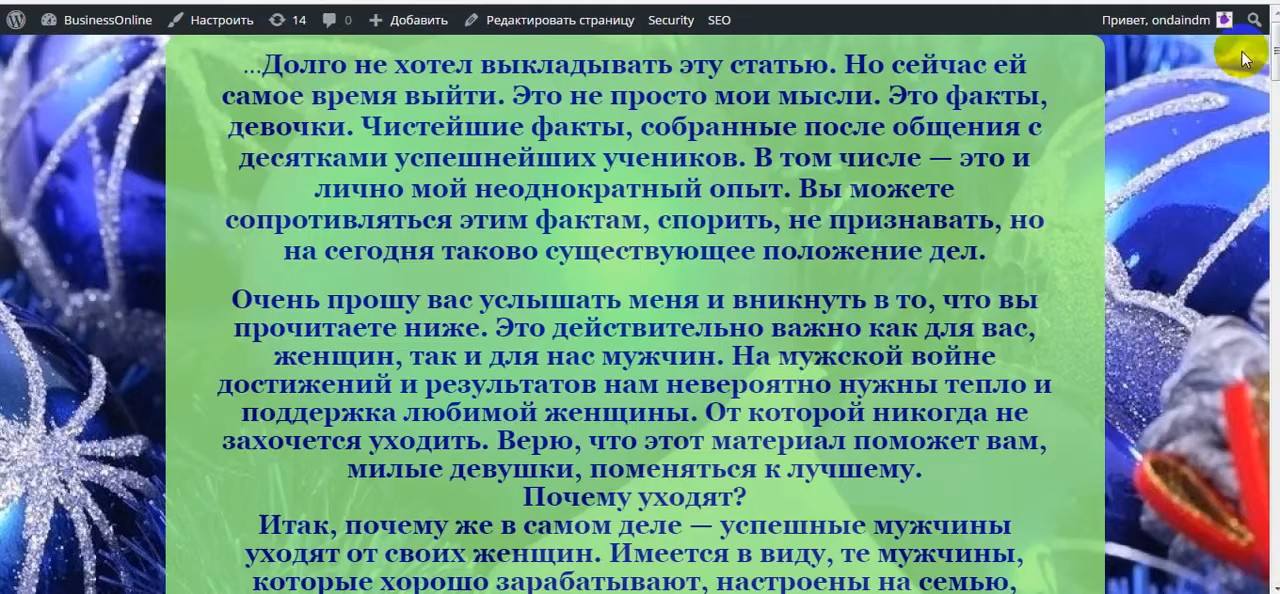 BusinessOnline Настроить 14 0 Добавить Редактировать страницу Security SEO Привет, ondaindm
...Долго не хотел выкладывать эту статью. Но сейчас ей
самое время выйти. Это не просто мои мысли. Это факты,
девочки. Чистейшие факты, собранные после общения с
десятками успешнейших учеников. В том числе — это и
лично мой неоднократный опыт. Вы можете
сопротивляться этим фактам, спорить, не признавать, но
на сегодня таково существующее положение дел.
Очень прошу вас услышать меня и вникнуть в то, что вы
прочитаете ниже. Это действительно важно как для вас,
женщин, так и для нас мужчин. На мужской войне
достижений и результатов нам невероятно нужны тепло и
поддержка любимой женщины. От которой никогда не
захочется уходить. Верю, что этот материал поможет вам,
милые девушки, поменяться к лучшему.
Почему уходят?
Итак, почему же в самом деле — успешные мужчины
уходят от своих женщин. Имеется в виду, те мужчины,
которые хорошо зарабатывают, настроены на семью,